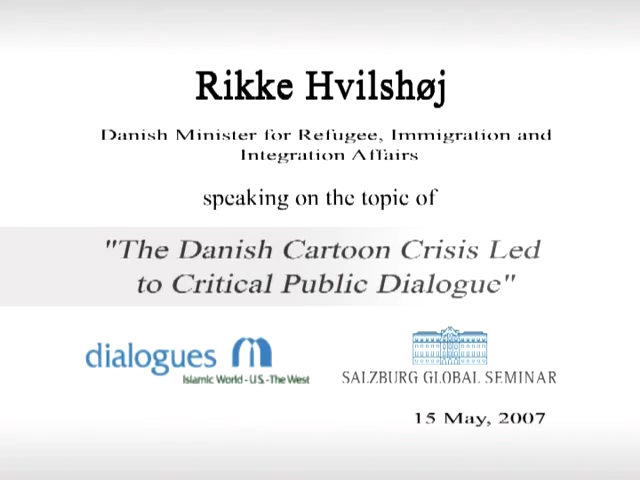 Rikke Hvilshøj
Danish Minister for Refugee, Immigration and
Integration Affairs
speaking on the topic of
"The Danish Cartoon Crisis Led
to Critical Public Dialogue"
dialogues
Islamic World - U.S. - The West
SALZBURG GLOBAL SEMINAR
15 May, 2007